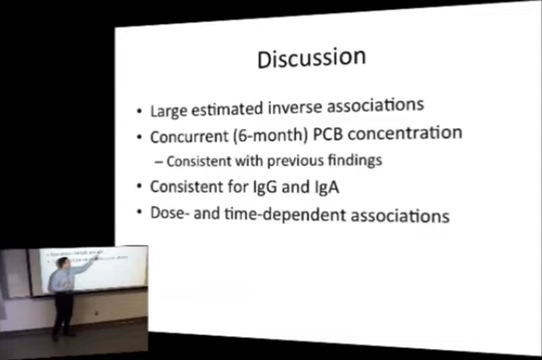 Discussion
• Large estimated inverse associations
• Concurrent (6-month) PCB concentration
– Consistent with previous findings
• Consistent for IgG and IgA
• Dose- and time-dependent associations